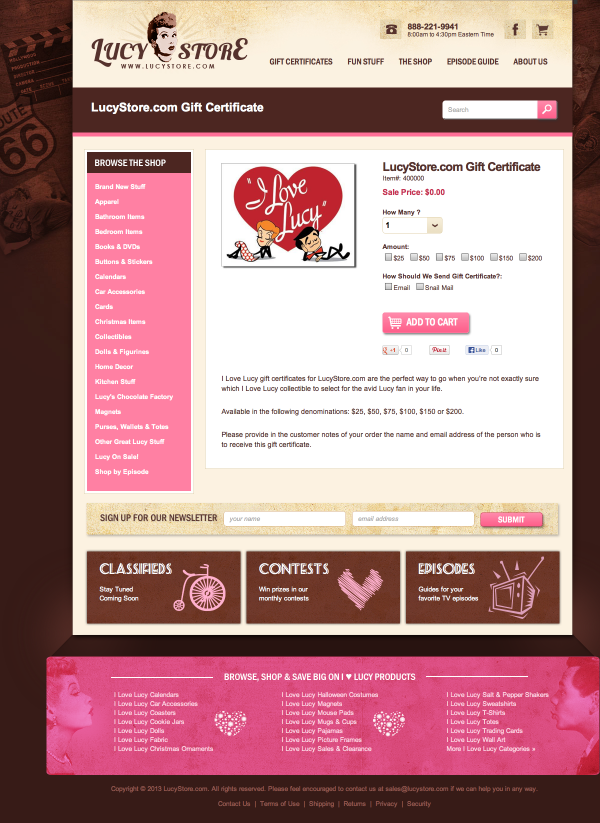 LUCY STORE
WWW.LUCYSTORE.COM
888-221-9941
8:00am to 4:30pm Eastern Time
GIFT CERTIFICATES FUN STUFF THE SHOP EPISODE GUIDE ABOUT US
HOLLYWOOD
PRODUCTION
DIRECTOR
CAMERA
DATE SCENE TAKE
ROUTE
66
LucyStore.com Gift Certificate
Search
BROWSE THE SHOP
Brand New Stuff
Apparel
Bathroom Items
Bedroom Items
Books & DVDs
Buttons & Stickers
Calendars
Car Accessories
Cards
Christmas Items
Collectibles
Dolls & Figurines
Home Decor
Kitchen Stuff
Lucy's Chocolate Factory
Magnets
Purses, Wallets & Totes
Other Great Lucy Stuff
Lucy On Sale!
Shop by Episode
"I Love Lucy"
LucyStore.com Gift Certificate
Item#: 400000
Sale Price: $0.00
How Many ?
1
Amount:
$25 $50 $75 $100 $150 $200
How Should We Send Gift Certificate?:
Email Snail Mail
ADD TO CART
+1 0 Pin it Like 0
I Love Lucy gift certificates for LucyStore.com are the perfect way to go when you're not exactly sure
which I Love Lucy collectible to select for the avid Lucy fan in your life.
Available in the following denominations: $25, $50, $75, $100, $150 or $200.
Please provide in the customer notes of your order the name and email address of the person who is
to receive this gift certificate.
SIGN UP FOR OUR NEWSLETTER your name email address SUBMIT
CLASSIFIEDS
Stay Tuned
Coming Soon
CONTESTS
Win prizes in our
monthly contests
EPISODES
Guides for your
favorite TV episodes
BROWSE, SHOP & SAVE BIG ON I ♥ LUCY PRODUCTS
I Love Lucy Calendars
I Love Lucy Car Accessories
I Love Lucy Coasters
I Love Lucy Cookie Jars
I Love Lucy Dolls
I Love Lucy Fabric
I Love Lucy Christmas Ornaments
I Love Lucy Halloween Costumes
I Love Lucy Magnets
I Love Lucy Mouse Pads
I Love Lucy Mugs & Cups
I Love Lucy Pajamas
I Love Lucy Picture Frames
I Love Lucy Sales & Clearance
I Love Lucy Salt & Pepper Shakers
I Love Lucy Sweatshirts
I Love Lucy T-Shirts
I Love Lucy Totes
I Love Lucy Trading Cards
I Love Lucy Wall Art
More I Love Lucy Categories »
Copyright © 2013 LucyStore.com. All rights reserved. Please feel encouraged to contact us at sales@lucystore.com if we can help you in any way.
Contact Us | Terms of Use | Shipping | Returns | Privacy | Security